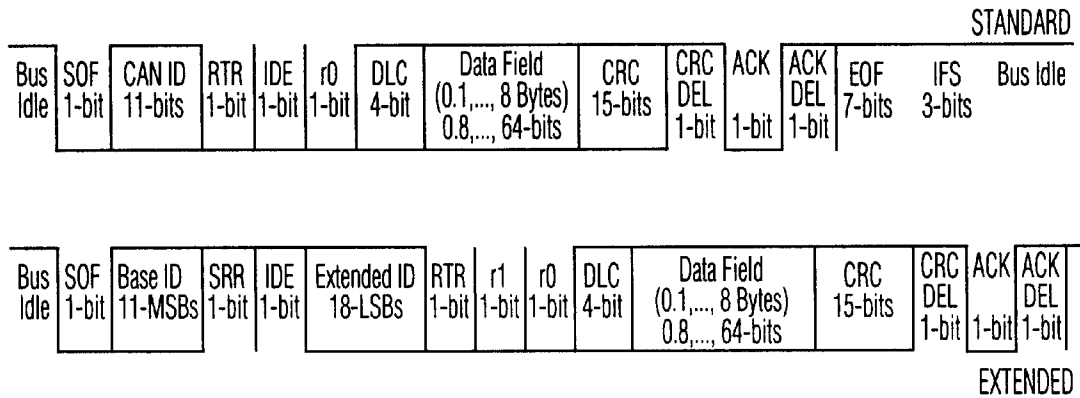 STANDARD
Bus Idle
SOF 1-bit
CAN ID 11-bits
RTR 1-bit
IDE 1-bit
r0 1-bit
DLC 4-bit
Data Field (0.1,..., 8 Bytes) 0.8,..., 64-bits
CRC 15-bits
CRC DEL 1-bit
ACK 1-bit
ACK DEL 1-bit
EOF 7-bits
IFS 3-bits
Bus Idle
Bus Idle
SOF 1-bit
Base ID 11-MSBs
SRR 1-bit
IDE 1-bit
Extended ID 18-LSBs
RTR 1-bit
r1 1-bit
r0 1-bit
DLC 4-bit
Data Field (0.1,..., 8 Bytes) 0.8,..., 64-bits
CRC 15-bits
CRC DEL 1-bit
ACK 1-bit
ACK DEL 1-bit
EXTENDED